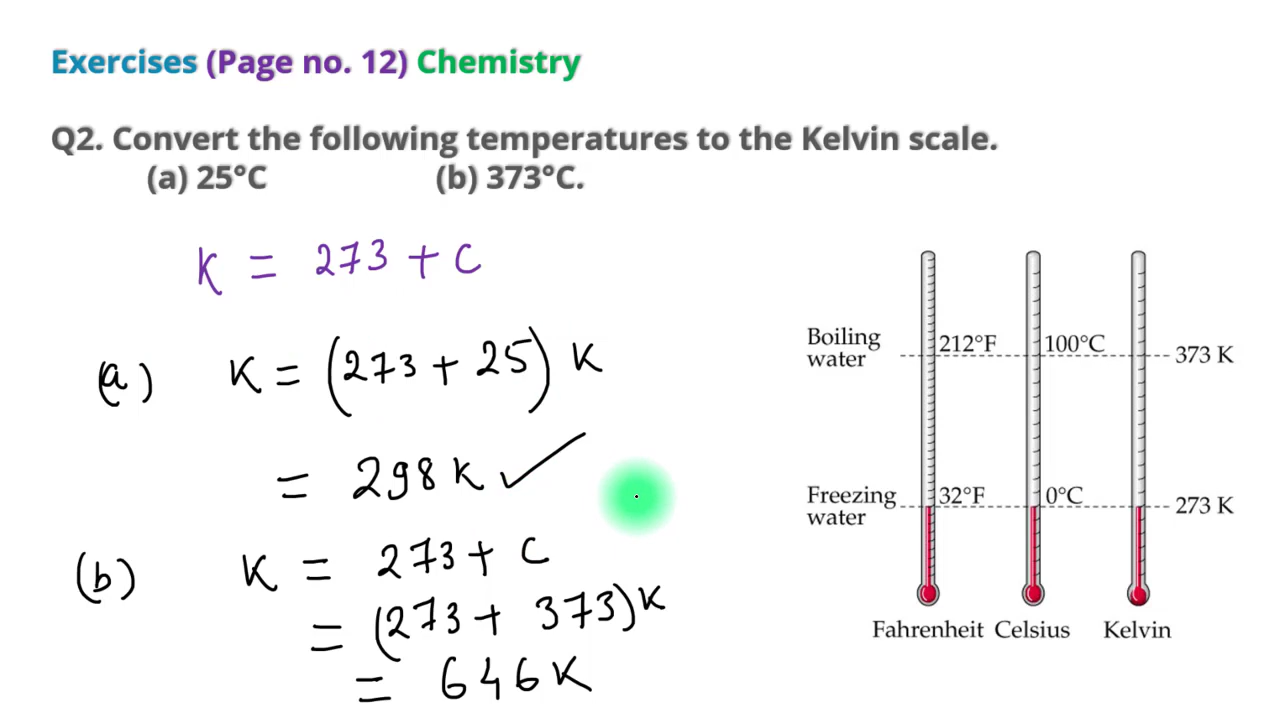 Exercises (Page no. 12) Chemistry
Q2. Convert the following temperatures to the Kelvin scale.
(a) 25°C (b) 373°C.
K = 273 + C
(a) K = (273 + 25) K
= 298 K ✓
(b) K = 273 + C
= (273 + 373) K
= 646 K
Boiling water 212°F 100°C 373 K
Freezing water 32°F 0°C 273 K
Fahrenheit Celsius Kelvin